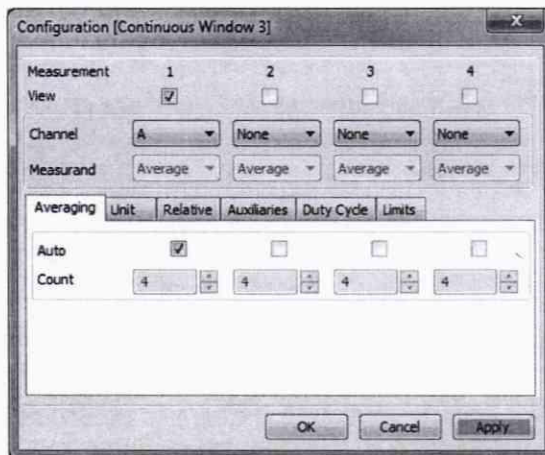 Configuration [Continuous Window 3]
X
Measurement 1 2 3 4
View
Channel A None None None
Measurand Average Average Average Average
Averaging Unit Relative Auxiliaries Duty Cycle Limits
Auto
Count 4 4 4 4
OK Cancel Apply